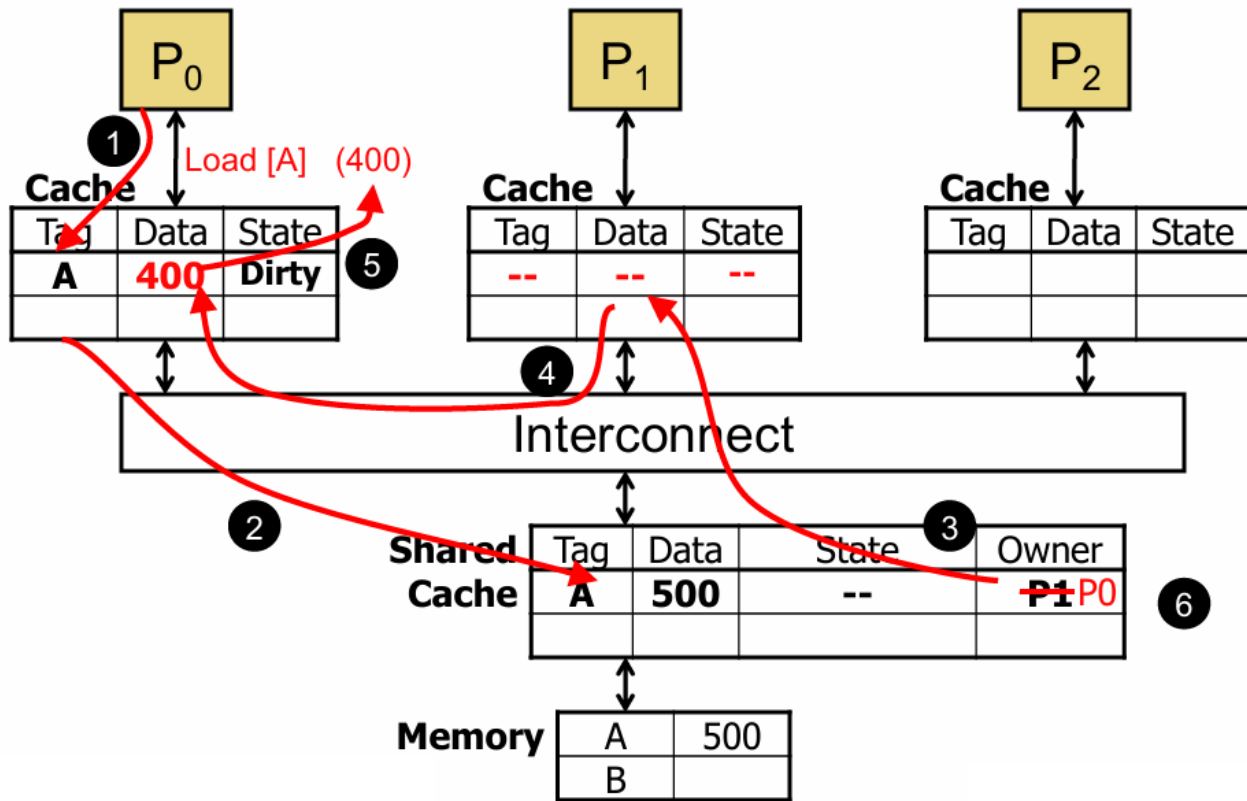 P0 P1 P2
1
Load [A] (400)
Cache Cache Cache
Tag Data State Tag Data State Tag Data State
5
A 400 Dirty -- -- --
4
Interconnect
2 3
Shared Cache
Tag Data State Owner
A 500 -- P1 P0
6
Memory
A 500
B